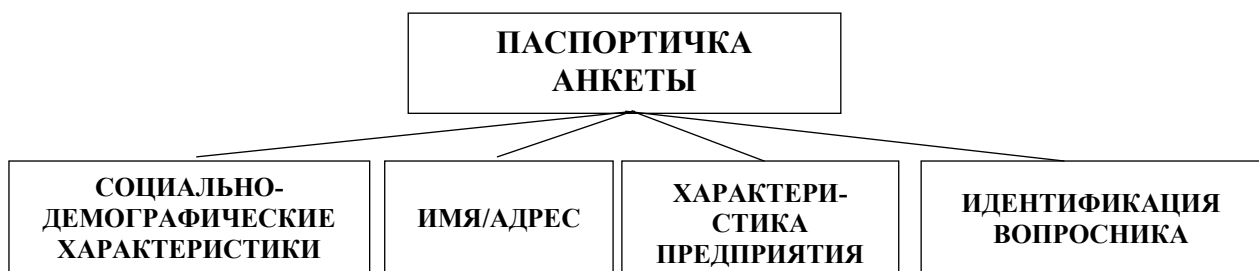 ПАСПОРТИЧКА
АНКЕТЫ
СОЦИАЛЬНО-
ДЕМОГРАФИЧЕСКИЕ
ХАРАКТЕРИСТИКИ
ИМЯ/АДРЕС
ХАРАКТЕРИ-
СТИКА
ПРЕДПРИЯТИЯ
ИДЕНТИФИКАЦИЯ
ВОПРОСНИКА